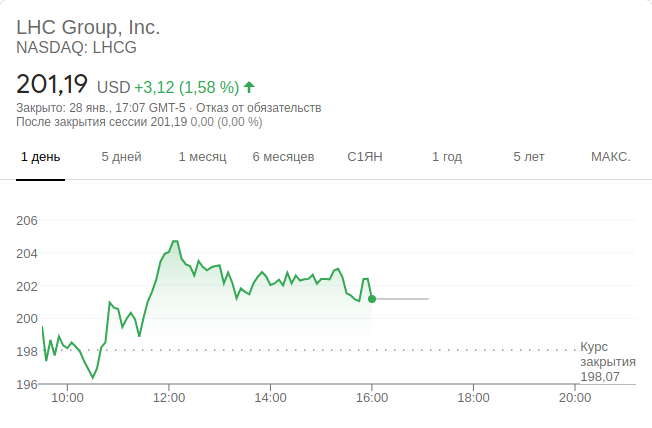 LHC Group, Inc.
NASDAQ: LHCG
201,19 USD +3,12 (1,58 %)
Закрыто: 28 янв., 17:07 GMT-5 · Отказ от обязательств
После закрытия сессии 201,19 0,00 (0,00 %)
1 день 5 дней 1 месяц 6 месяцев С1ЯН 1 год 5 лет МАКС.
206
204
202
200
198
196
Курс
закрытия
198,07
10:00 12:00 14:00 16:00 18:00 20:00